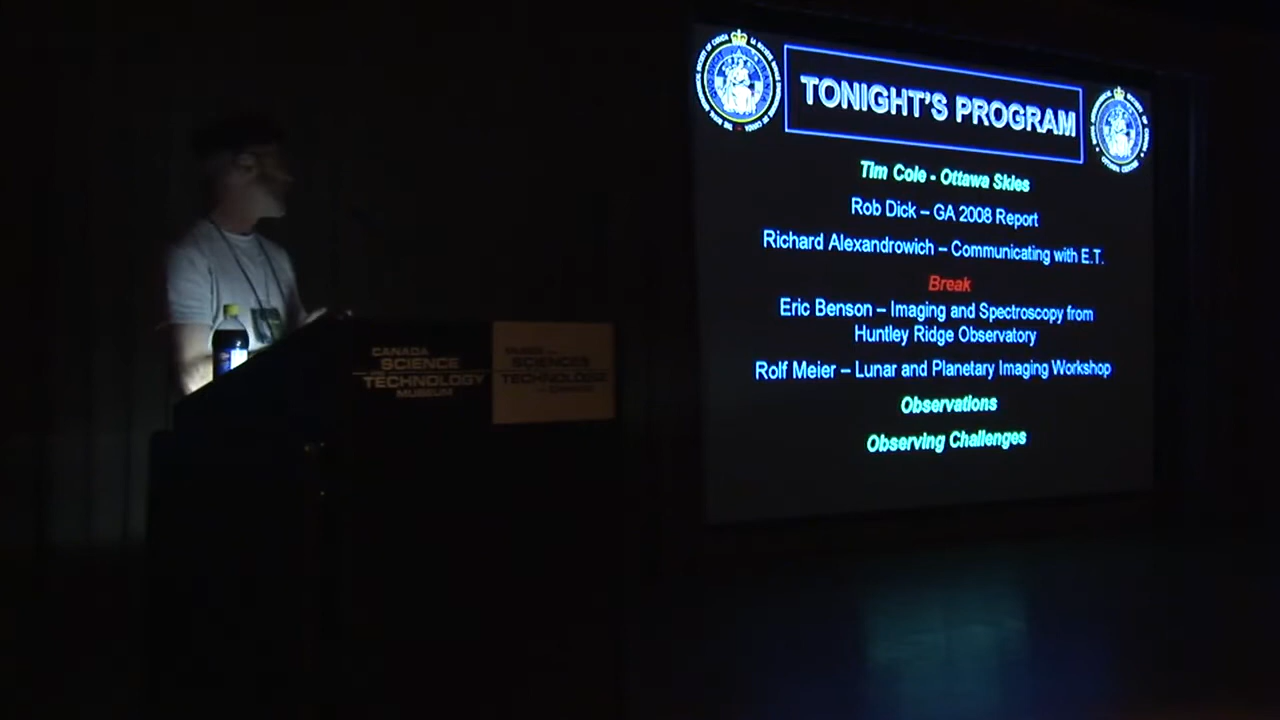 TONIGHT'S PROGRAM
Tim Cole - Ottawa Skies
Rob Dick – GA 2008 Report
Richard Alexandrowich – Communicating with E.T.
Break
Eric Benson – Imaging and Spectroscopy from
Huntley Ridge Observatory
Rolf Meier – Lunar and Planetary Imaging Workshop
Observations
Observing Challenges
CANADA
SCIENCE
TECHNOLOGY
MUSEUM
SCIENCES